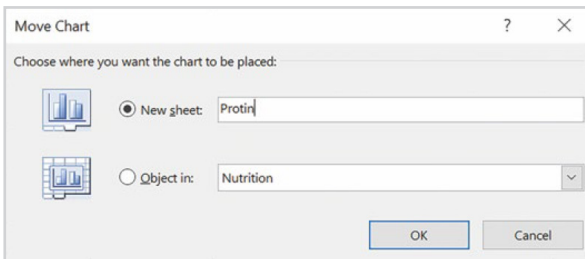 Move Chart ?
Choose where you want the chart to be placed:
New sheet: Protin
Object in: Nutrition
OK Cancel